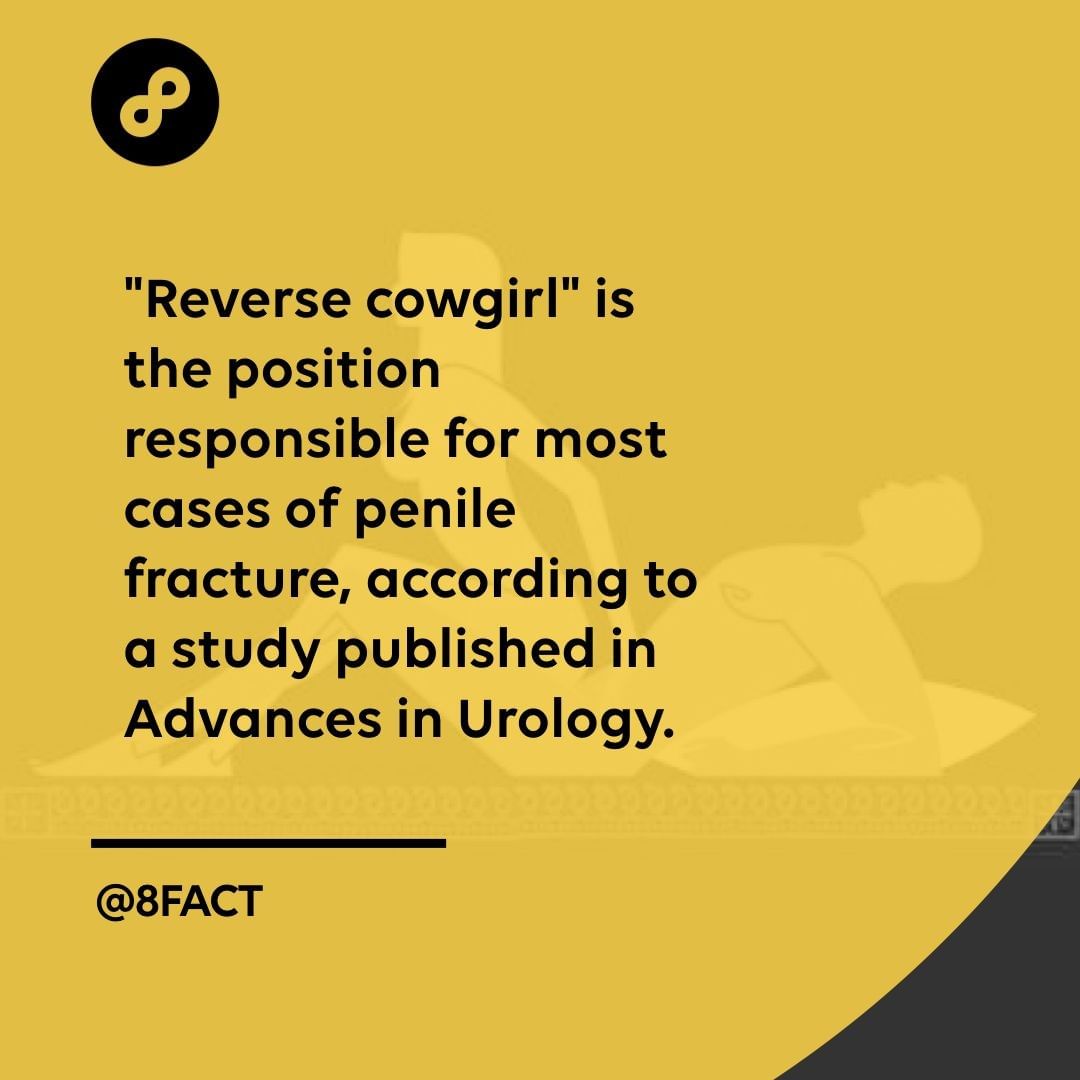 "Reverse cowgirl" is
the position
responsible for most
cases of penile
fracture, according to
a study published in
Advances in Urology.
@8FACT